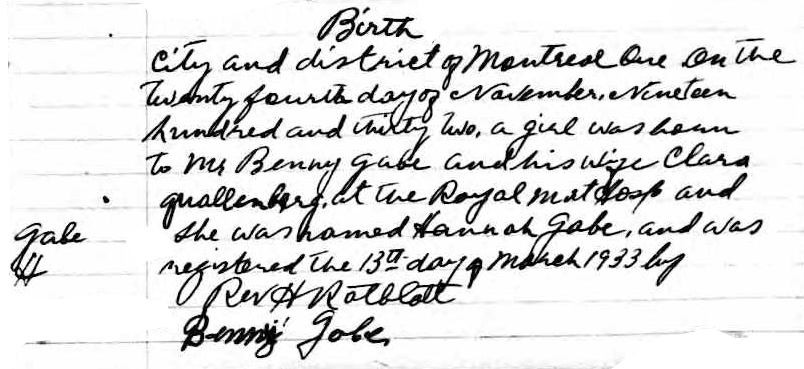 Birth
City and district of Montreal Que On the
twenty fourth day of November, Nineteen
hundred and thirty two, a girl was born
to Mr Benny Gabe and his wife Clara
Quallenberg, at the Royal Mat Hosp and
Gabe she was named Hannah Gabe, and was
H registered the 13th day of March 1933 by
Rev H Rotblatt
Benny Gabe